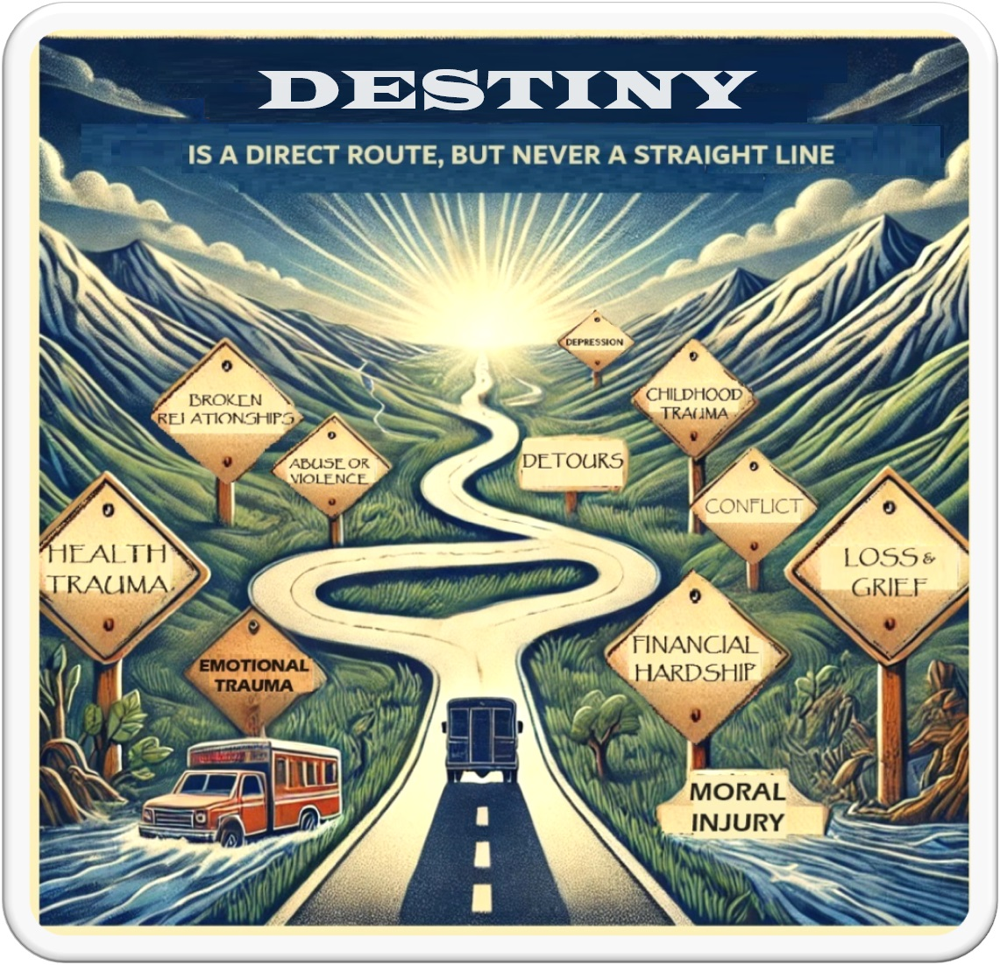 DESTINY
IS A DIRECT ROUTE, BUT NEVER A STRAIGHT LINE
DEPRESSION
BROKEN
RELATIONSHIPS
CHILDHOOD
TRAUMA
ABUSE OR
VIOLENCE
DETOURS
CONFLICT
HEALTH
TRAUMA
LOSS &
GRIEF
EMOTIONAL
TRAUMA
FINANCIAL
HARDSHIP
MORAL
INJURY